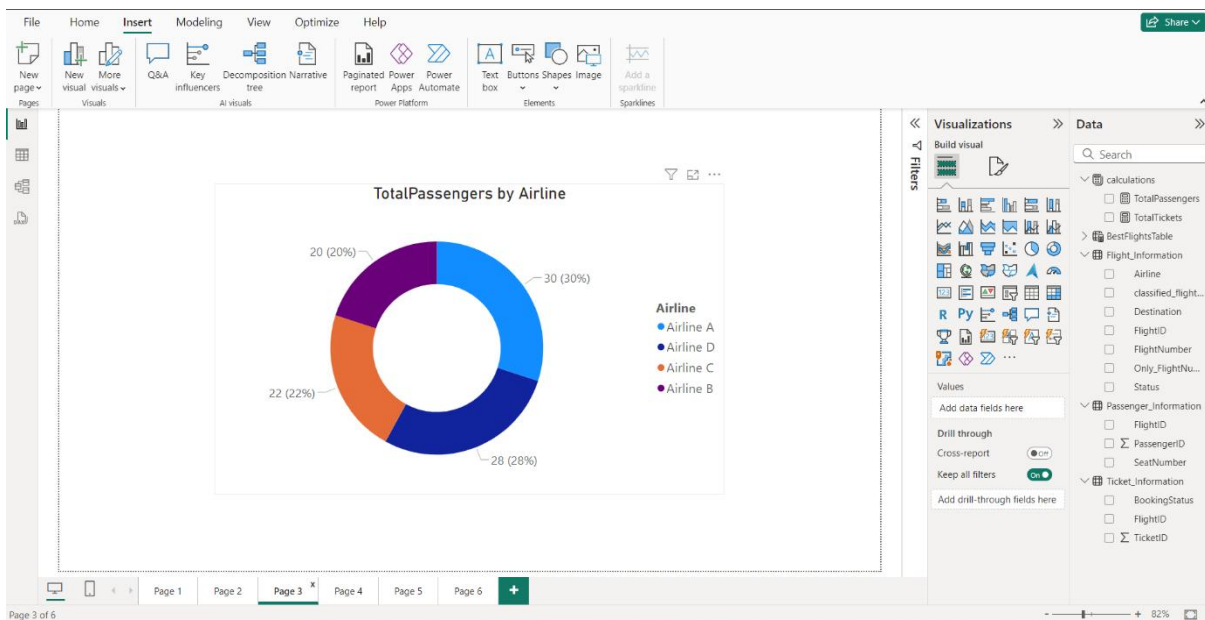 File Home Insert Modeling View Optimize Help
Share
New page
New visual
More visuals
Q&A
Key influencers
Decomposition tree
Narrative
Paginated report
Power Apps
Power Automate
Text box
Buttons
Shapes
Image
Add a sparkline
Pages
Visuals
AI visuals
Power Platform
Elements
Sparklines
Filters
TotalPassengers by Airline
20 (20%)
30 (30%)
22 (22%)
28 (28%)
Airline
Airline A
Airline D
Airline C
Airline B
Visualizations
Build visual
123
R Py
Values
Add data fields here
Drill through
Cross-report
Off
Keep all filters
On
Add drill-through fields here
Data
Search
calculations
TotalPassengers
TotalTickets
BestFlightsTable
Flight_Information
Airline
classified_flight...
Destination
FlightID
FlightNumber
Only_FlightNu...
Status
Passenger_Information
FlightID
Σ PassengerID
SeatNumber
Ticket_Information
BookingStatus
FlightID
Σ TicketID
Page 1 Page 2 Page 3 x Page 4 Page 5 Page 6 +
Page 3 of 6
- + 82%